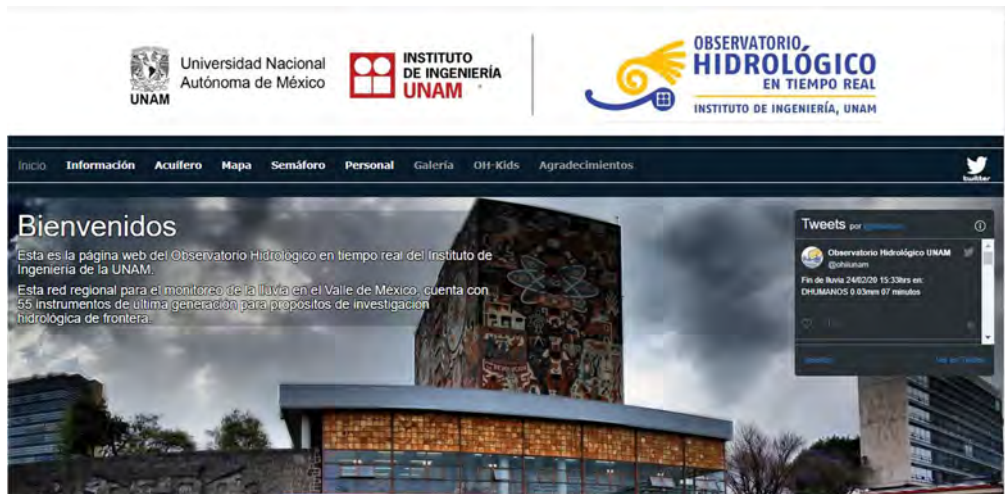 UNAM
Universidad Nacional
Autónoma de México
INSTITUTO
DE INGENIERÍA
UNAM
OBSERVATORIO
HIDROLÓGICO
EN TIEMPO REAL
INSTITUTO DE INGENIERÍA, UNAM
Inicio Información Acuífero Mapa Semáforo Personal Galería OH-Kids Agradecimientos
twitter
Bienvenidos
Esta es la página web del Observatorio Hidrológico en tiempo real del Instituto de
Ingeniería de la UNAM.
Esta red regional para el monitoreo de la lluvia en el Valle de México, cuenta con
55 instrumentos de última generación para propósitos de investigación
hidrológica de frontera.
Tweets por
Observatorio Hidrológico UNAM
@ohiiunam
Fin de lluvia 24/02/20 15:33hrs en:
DHUMANOS 0.03mm 07 minutos